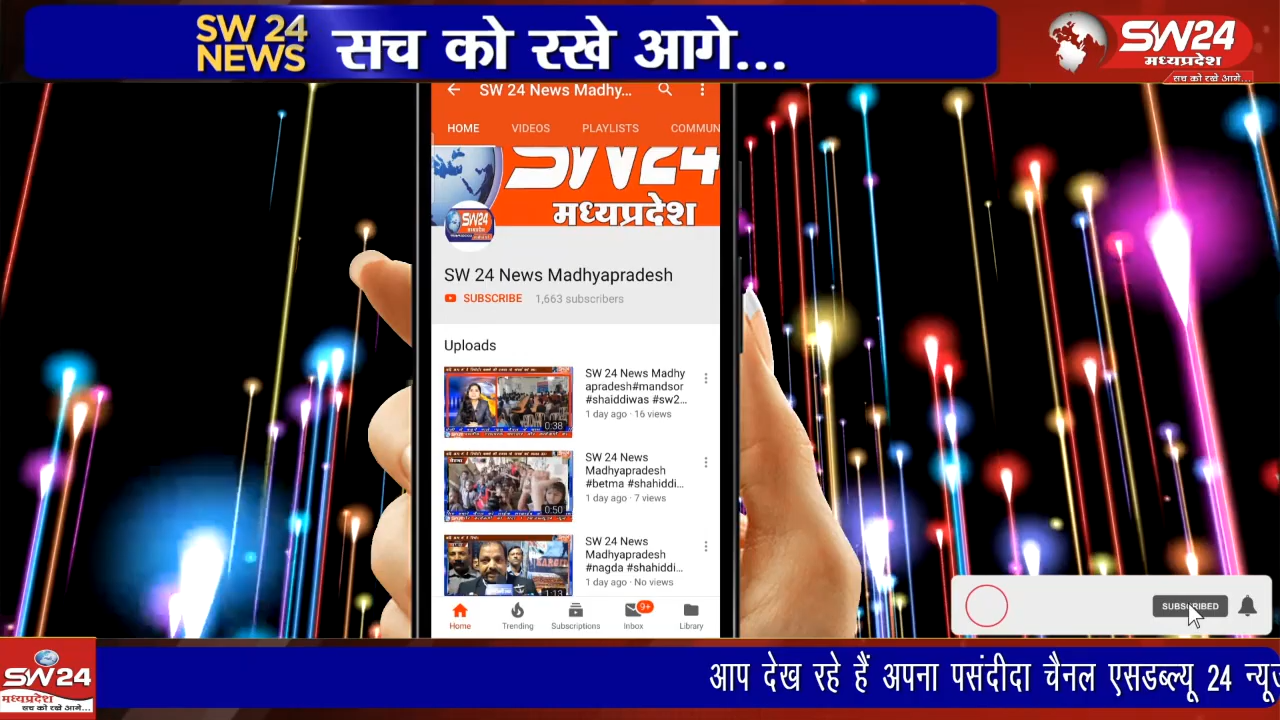 SW 24
NEWS
सच को रखे आगे...
SW24
मध्यप्रदेश
सच को रखे आगे...
SW 24 News Madhy...
HOME VIDEOS PLAYLISTS COMMUN
SW24
मध्यप्रदेश
SW24
SW 24 News Madhyapradesh
SUBSCRIBE 1,663 subscribers
Uploads
SW 24 News Madhy
apradesh#mandsor
#shaiddiwas #sw2...
1 day ago · 16 views
0:38
SW 24 News
Madhyapradesh
#betma #shahiddi...
1 day ago · 7 views
0:50
SW 24 News
Madhyapradesh
#nagda #shahiddi...
1 day ago · No views
1:13
9+
Home Trending Subscriptions Inbox Library
SUBSCRIBED
SW24
मध्यप्रदेश
सच को रखे आगे...
आप देख रहे हैं अपना पसंदीदा चैनल एसडब्ल्यू 24 न्यूज